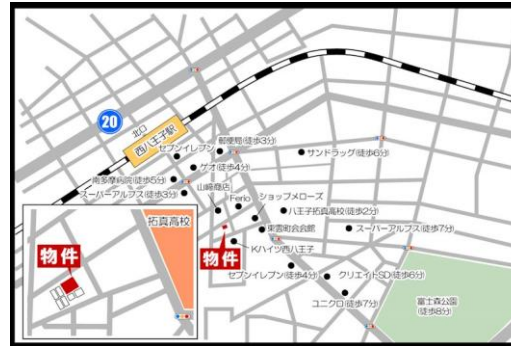 20
北口
西八王子駅
郵便局(徒歩3分)
セブンイレブン
サンドラッグ(徒歩6分)
ゲオ(徒歩4分)
南多摩病院(徒歩5分)
スーパーアルプス(徒歩3分)
山崎商店
Ferio
ショップメローズ
八王子拓真高校(徒歩2分)
東雲町会会館
スーパーアルプス(徒歩7分)
物件
Kハイツ西八王子
セブンイレブン(徒歩4分)
クリエイトSD(徒歩6分)
ユニクロ(徒歩7分)
富士森公園
(徒歩8分)
拓真高校
物件